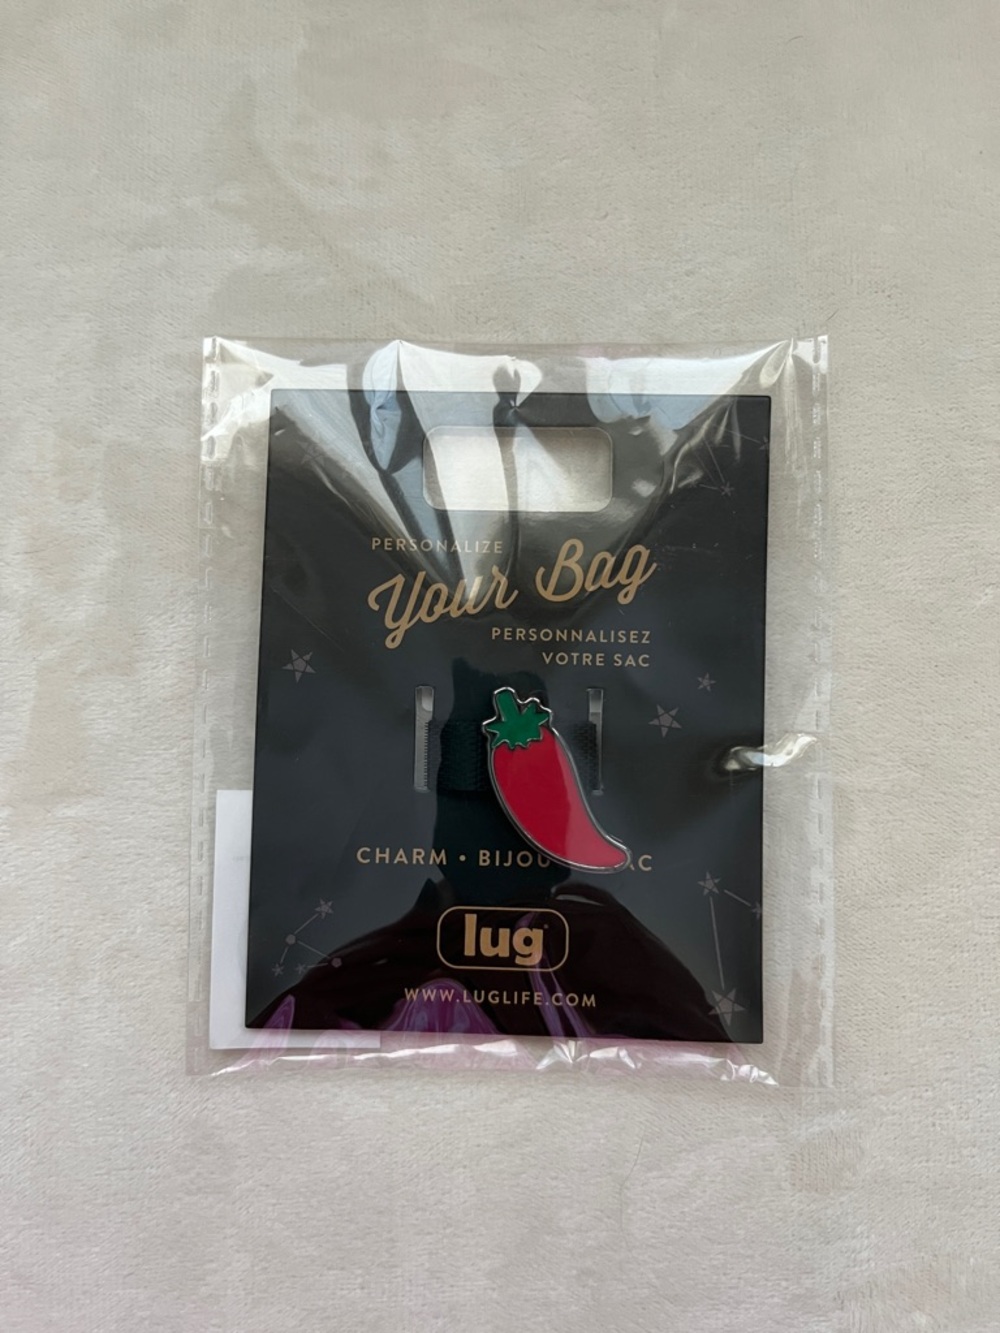 PERSONALIZE
Your Bag
PERSONNALISEZ
VOTRE SAC
CHARM • BIJOU
lug
WWW.LUGLIFE.COM